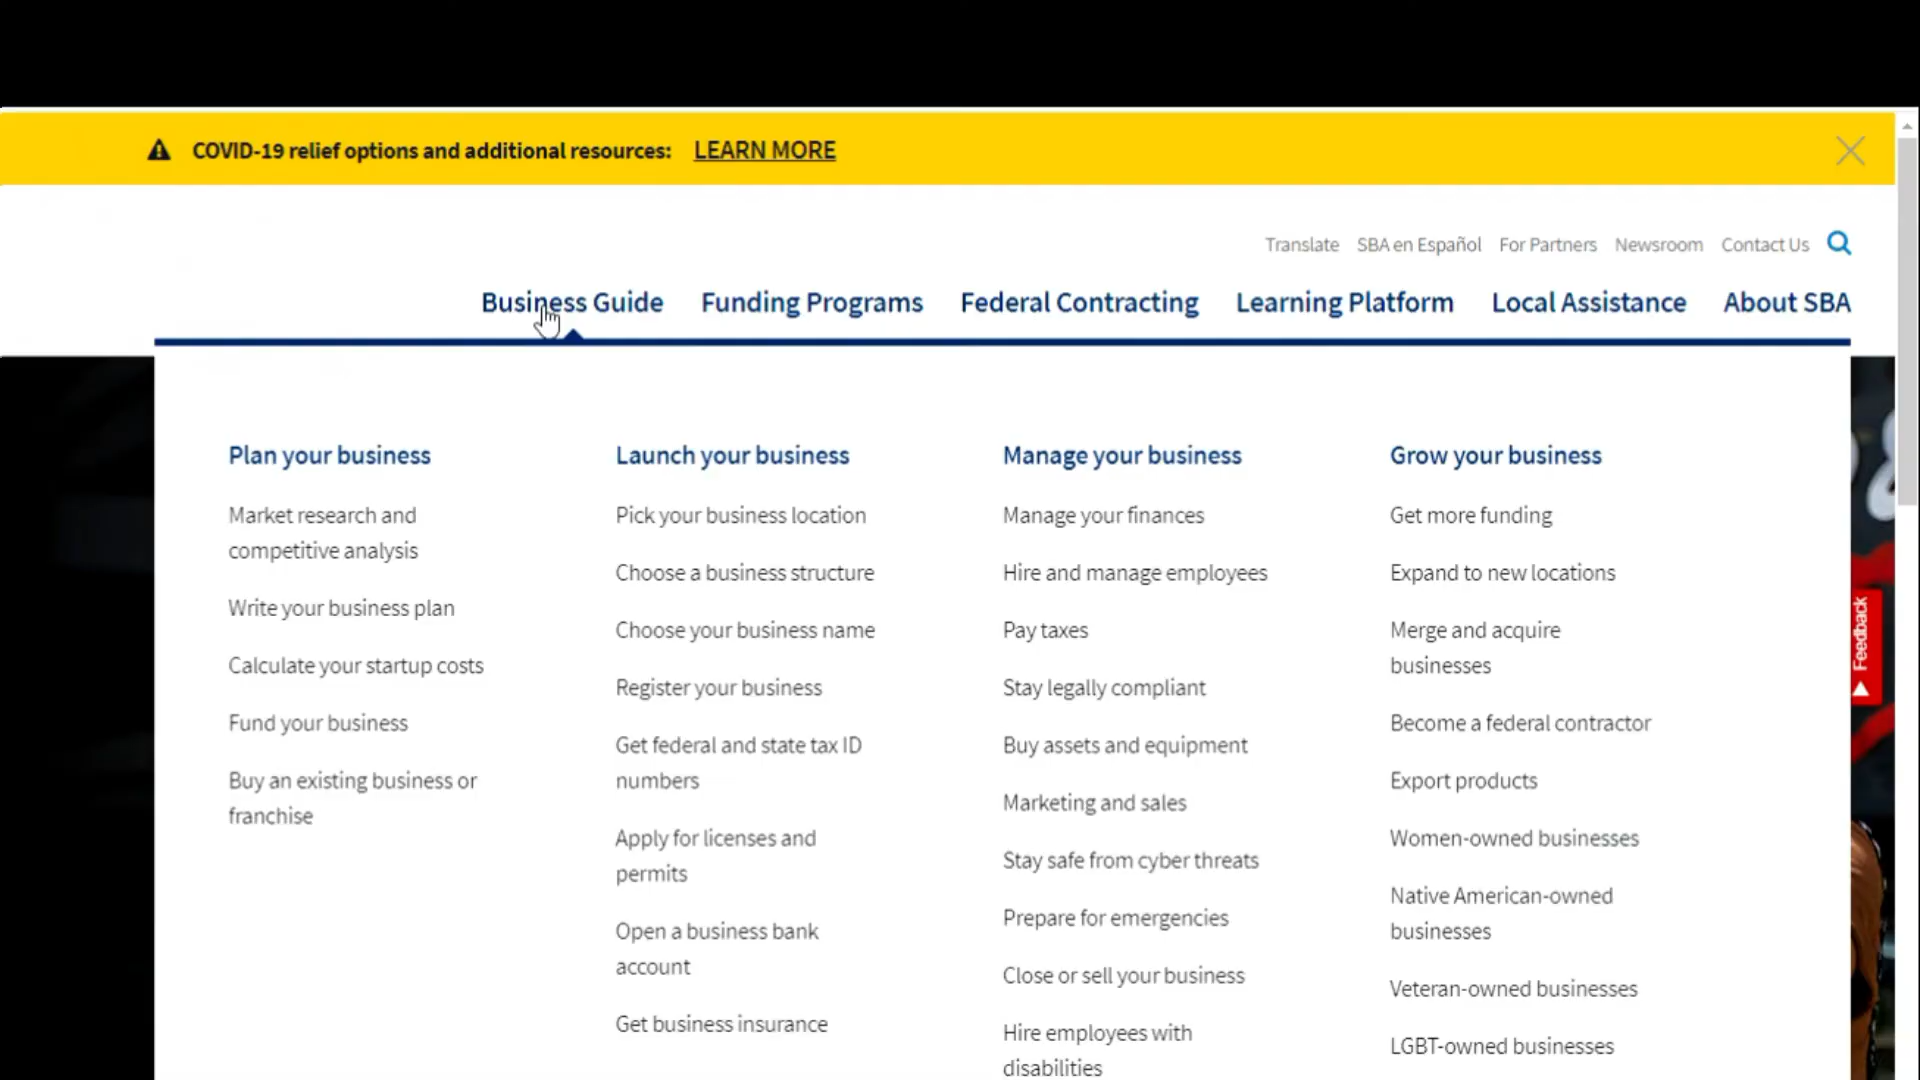 COVID-19 relief options and additional resources: LEARN MORE
Translate SBA en Español For Partners Newsroom Contact Us
Business Guide Funding Programs Federal Contracting Learning Platform Local Assistance About SBA
Plan your business
Market research and
competitive analysis
Write your business plan
Calculate your startup costs
Fund your business
Buy an existing business or
franchise
Launch your business
Pick your business location
Choose a business structure
Choose your business name
Register your business
Get federal and state tax ID
numbers
Apply for licenses and
permits
Open a business bank
account
Get business insurance
Manage your business
Manage your finances
Hire and manage employees
Pay taxes
Stay legally compliant
Buy assets and equipment
Marketing and sales
Stay safe from cyber threats
Prepare for emergencies
Close or sell your business
Hire employees with
disabilities
Grow your business
Get more funding
Expand to new locations
Merge and acquire
businesses
Become a federal contractor
Export products
Women-owned businesses
Native American-owned
businesses
Veteran-owned businesses
LGBT-owned businesses
Feedback